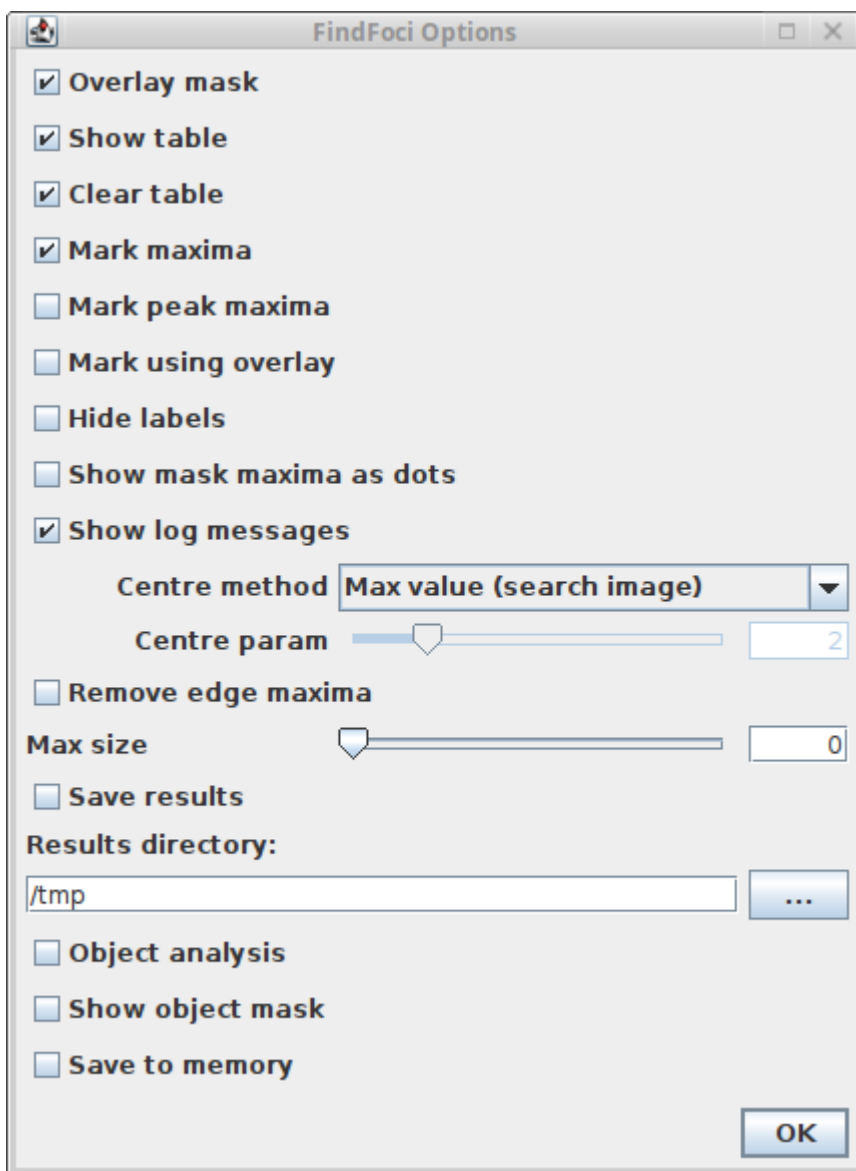 FindFoci Options
Overlay mask
Show table
Clear table
Mark maxima
Mark peak maxima
Mark using overlay
Hide labels
Show mask maxima as dots
Show log messages
Centre method Max value (search image)
Centre param 2
Remove edge maxima
Max size 0
Save results
Results directory:
/tmp ...
Object analysis
Show object mask
Save to memory
OK